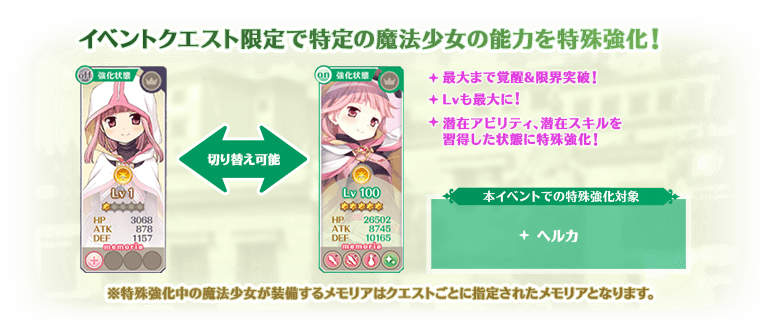 イベントクエスト限定で特定の魔法少女の能力を特殊強化!
off 強化状態
Lv 1
HP 3068
ATK 878
DEF 1157
memoria
切り替え可能
on 強化状態
Lv 100
HP 26502
ATK 8745
DEF 10165
memoria
最大まで覚醒&限界突破!
Lvも最大に!
潜在アビリティ、潜在スキルを
習得した状態に特殊強化!
本イベントでの特殊強化対象
ヘルカ
※特殊強化中の魔法少女が装備するメモリアはクエストごとに指定されたメモリアとなります。